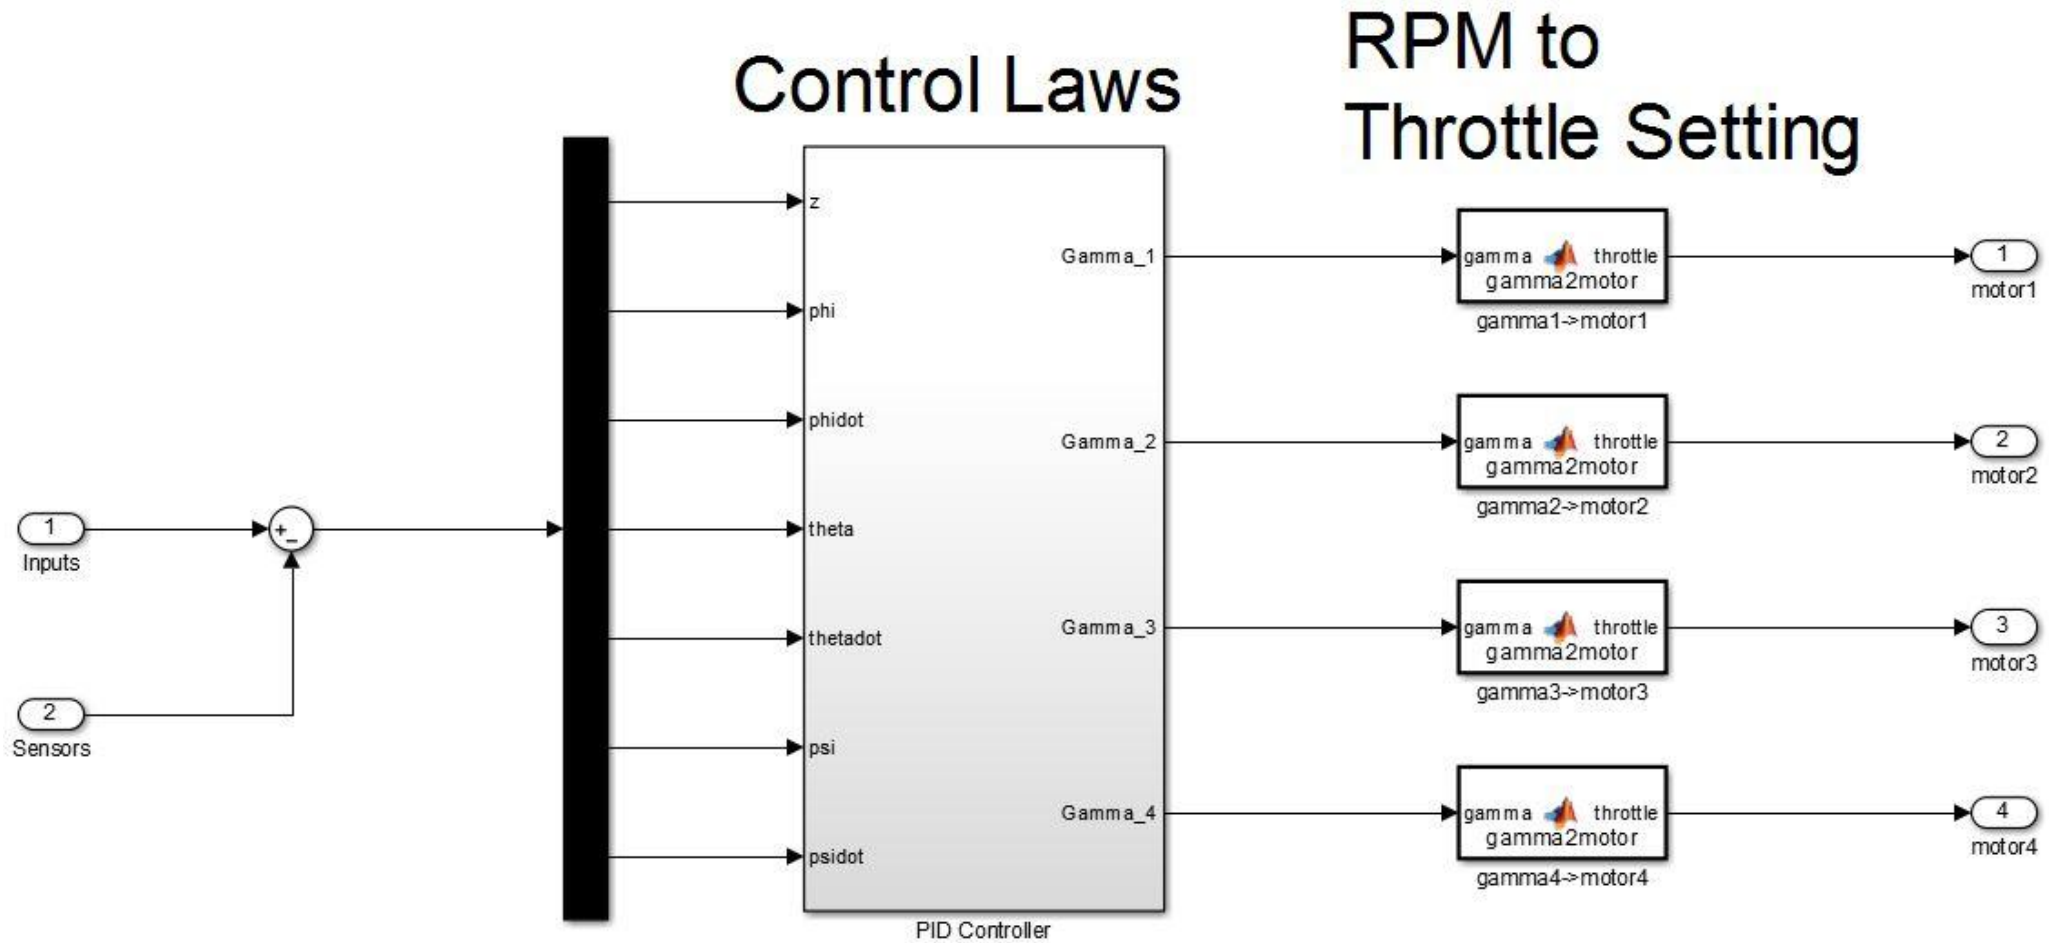 Control Laws
RPM to
Throttle Setting
1
Inputs
2
Sensors
+
−
z
phi
phidot
theta
thetadot
psi
psidot
Gamma_1
Gamma_2
Gamma_3
Gamma_4
PID Controller
gamma throttle
gamma2motor
gamma1->motor1
1
motor1
gamma throttle
gamma2motor
gamma2->motor2
2
motor2
gamma throttle
gamma2motor
gamma3->motor3
3
motor3
gamma throttle
gamma2motor
gamma4->motor4
4
motor4